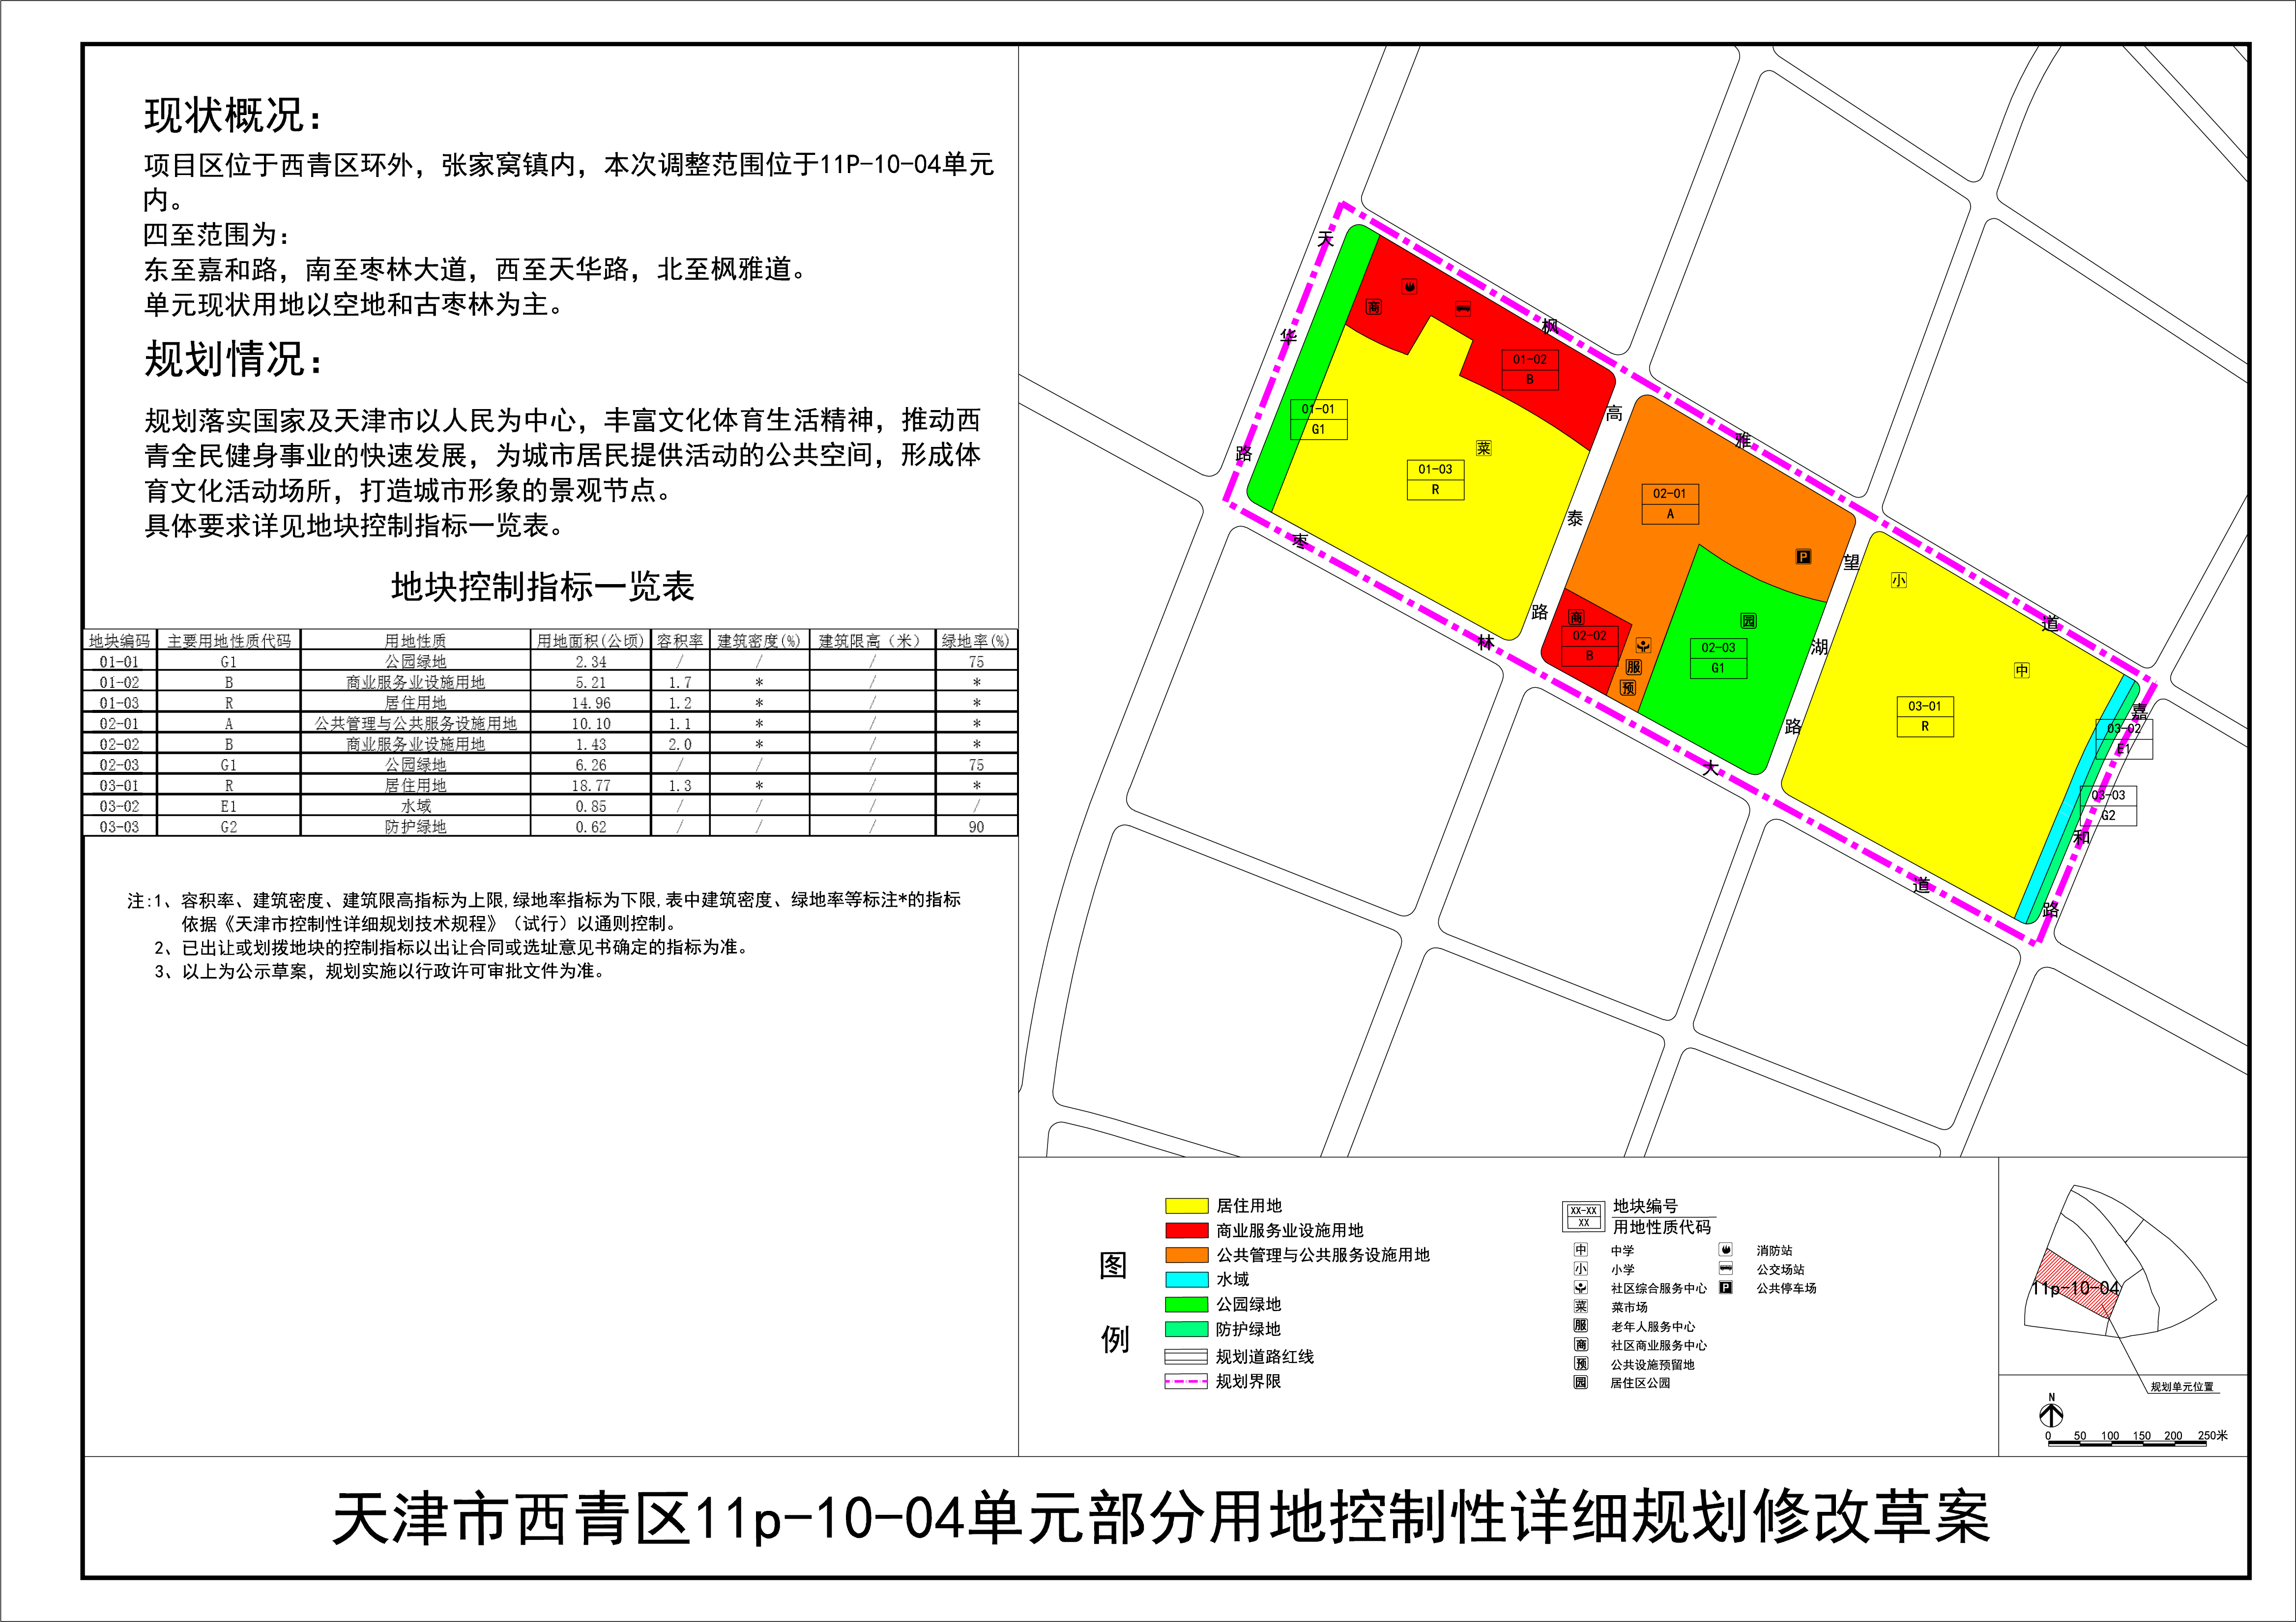 现状概况：
项目区位于西青区环外，张家窝镇内，本次调整范围位于11P-10-04单元
内。
四至范围为：
东至嘉和路，南至枣林大道，西至天华路，北至枫雅道。
单元现状用地以空地和古枣林为主。
规划情况：
规划落实国家及天津市以人民为中心，丰富文化体育生活精神，推动西
青全民健身事业的快速发展，为城市居民提供活动的公共空间，形成体
育文化活动场所，打造城市形象的景观节点。
具体要求详见地块控制指标一览表。
地块控制指标一览表
地块编码 主要用地性质代码 用地性质 用地面积(公顷) 容积率 建筑密度(%) 建筑限高（米） 绿地率(%)
01-01 G1 公园绿地 2.34 / / / 75
01-02 B 商业服务业设施用地 5.21 1.7 * / *
01-03 R 居住用地 14.96 1.2 * / *
02-01 A 公共管理与公共服务设施用地 10.10 1.1 * / *
02-02 B 商业服务业设施用地 1.43 2.0 * / *
02-03 G1 公园绿地 6.26 / / / 75
03-01 R 居住用地 18.77 1.3 * / *
03-02 E1 水域 0.85 / / / /
03-03 G2 防护绿地 0.62 / / / 90
注:1、容积率、建筑密度、建筑限高指标为上限,绿地率指标为下限,表中建筑密度、绿地率等标注*的指标
依据《天津市控制性详细规划技术规程》（试行）以通则控制。
2、已出让或划拨地块的控制指标以出让合同或选址意见书确定的指标为准。
3、以上为公示草案，规划实施以行政许可审批文件为准。
天华路
枫雅道
高泰路
望湖路
嘉和路
枣林大道
01-01
G1
商
01-02
B
菜
01-03
R
02-01
A
P
商
02-02
B
服
预
园
02-03
G1
小
中
03-01
R
03-02
E1
03-03
G2
图例
居住用地
商业服务业设施用地
公共管理与公共服务设施用地
水域
公园绿地
防护绿地
规划道路红线
规划界限
XX-XX 地块编号
XX 用地性质代码
中 中学
小 小学
社区综合服务中心
菜 菜市场
服 老年人服务中心
商 社区商业服务中心
预 公共设施预留地
园 居住区公园
消防站
公交场站
P 公共停车场
11p-10-04
规划单元位置
N
0 50 100 150 200 250米
天津市西青区11p-10-04单元部分用地控制性详细规划修改草案